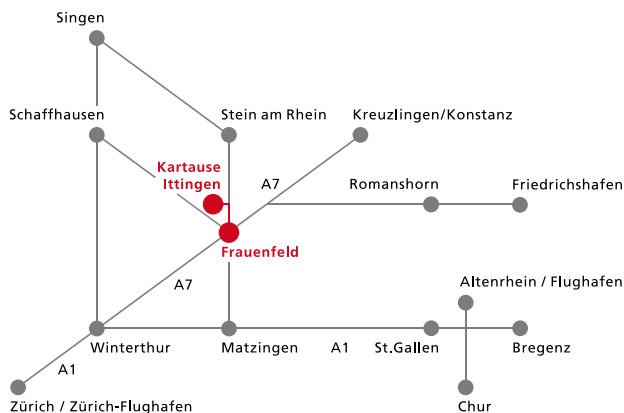 Singen
Schaffhausen
Stein am Rhein
Kreuzlingen/Konstanz
Kartause
Ittingen
A7
Romanshorn
Friedrichshafen
Frauenfeld
A7
Altenrhein / Flughafen
Winterthur
Matzingen
A1
St.Gallen
Bregenz
A1
Zürich / Zürich-Flughafen
Chur